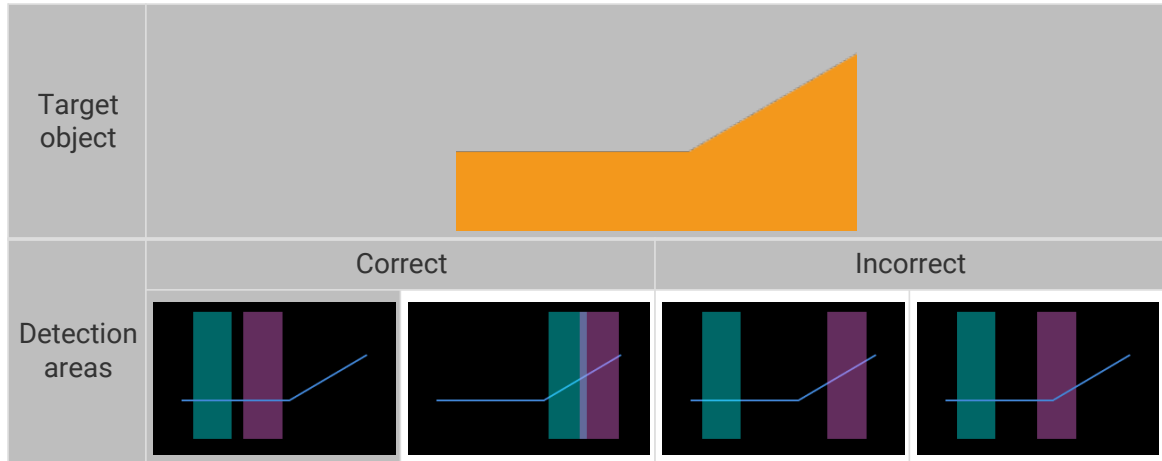 Target
object
Correct
Incorrect
Detection
areas